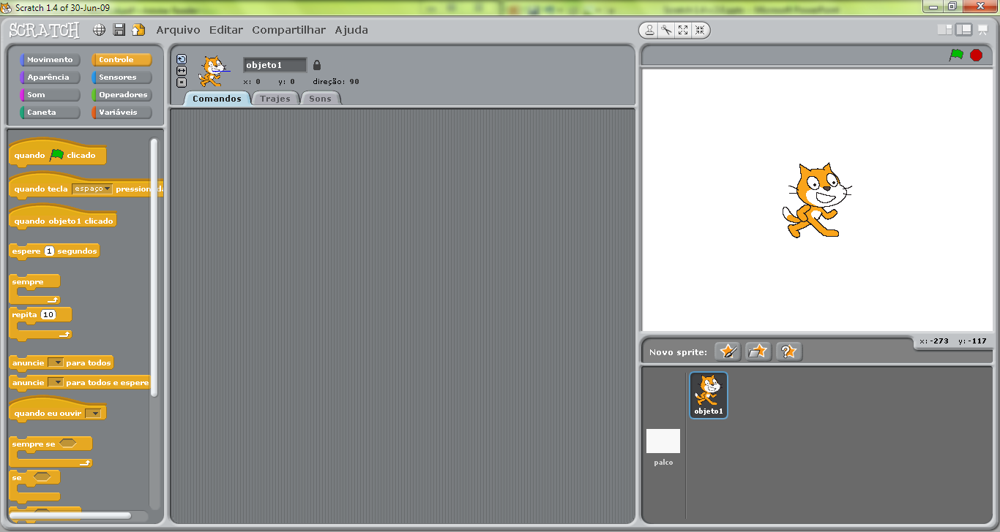 Scratch 1.4 of 30-Jun-09
SCRATCH Arquivo Editar Compartilhar Ajuda
Movimento Controle
Aparência Sensores
Som Operadores
Caneta Variáveis
quando clicado
quando tecla espaço pression da
quando objeto1 clicado
espere 1 segundos
sempre
repita 10
anuncie para todos
anuncie para todos e espere
quando eu ouvir
sempre se
se
objeto1
x: 0 y: 0 direção: 90
Comandos Trajes Sons
x: -273 y: -117
Novo sprite:
objeto1
palco